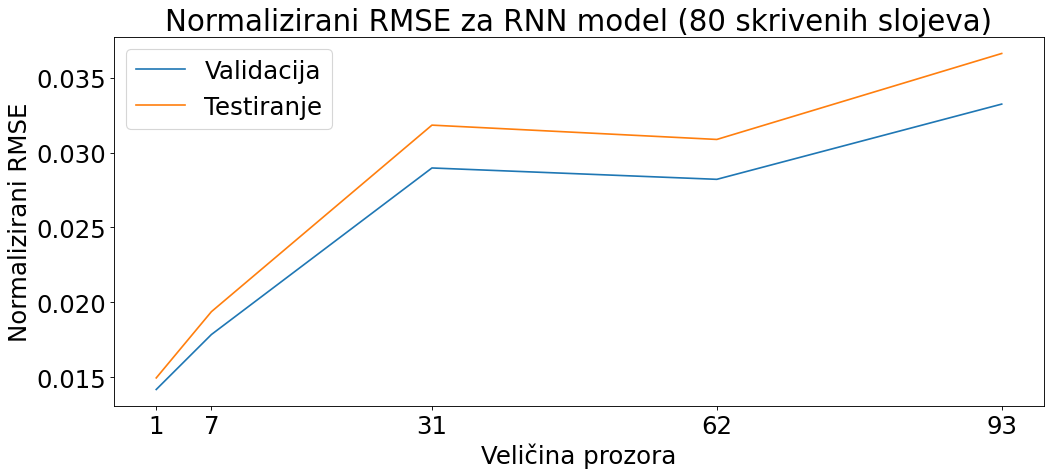 Normalizirani RMSE za RNN model (80 skrivenih slojeva)
Validacija
Testiranje
Normalizirani RMSE
0.035
0.030
0.025
0.020
0.015
1 7 31 62 93
Veličina prozora